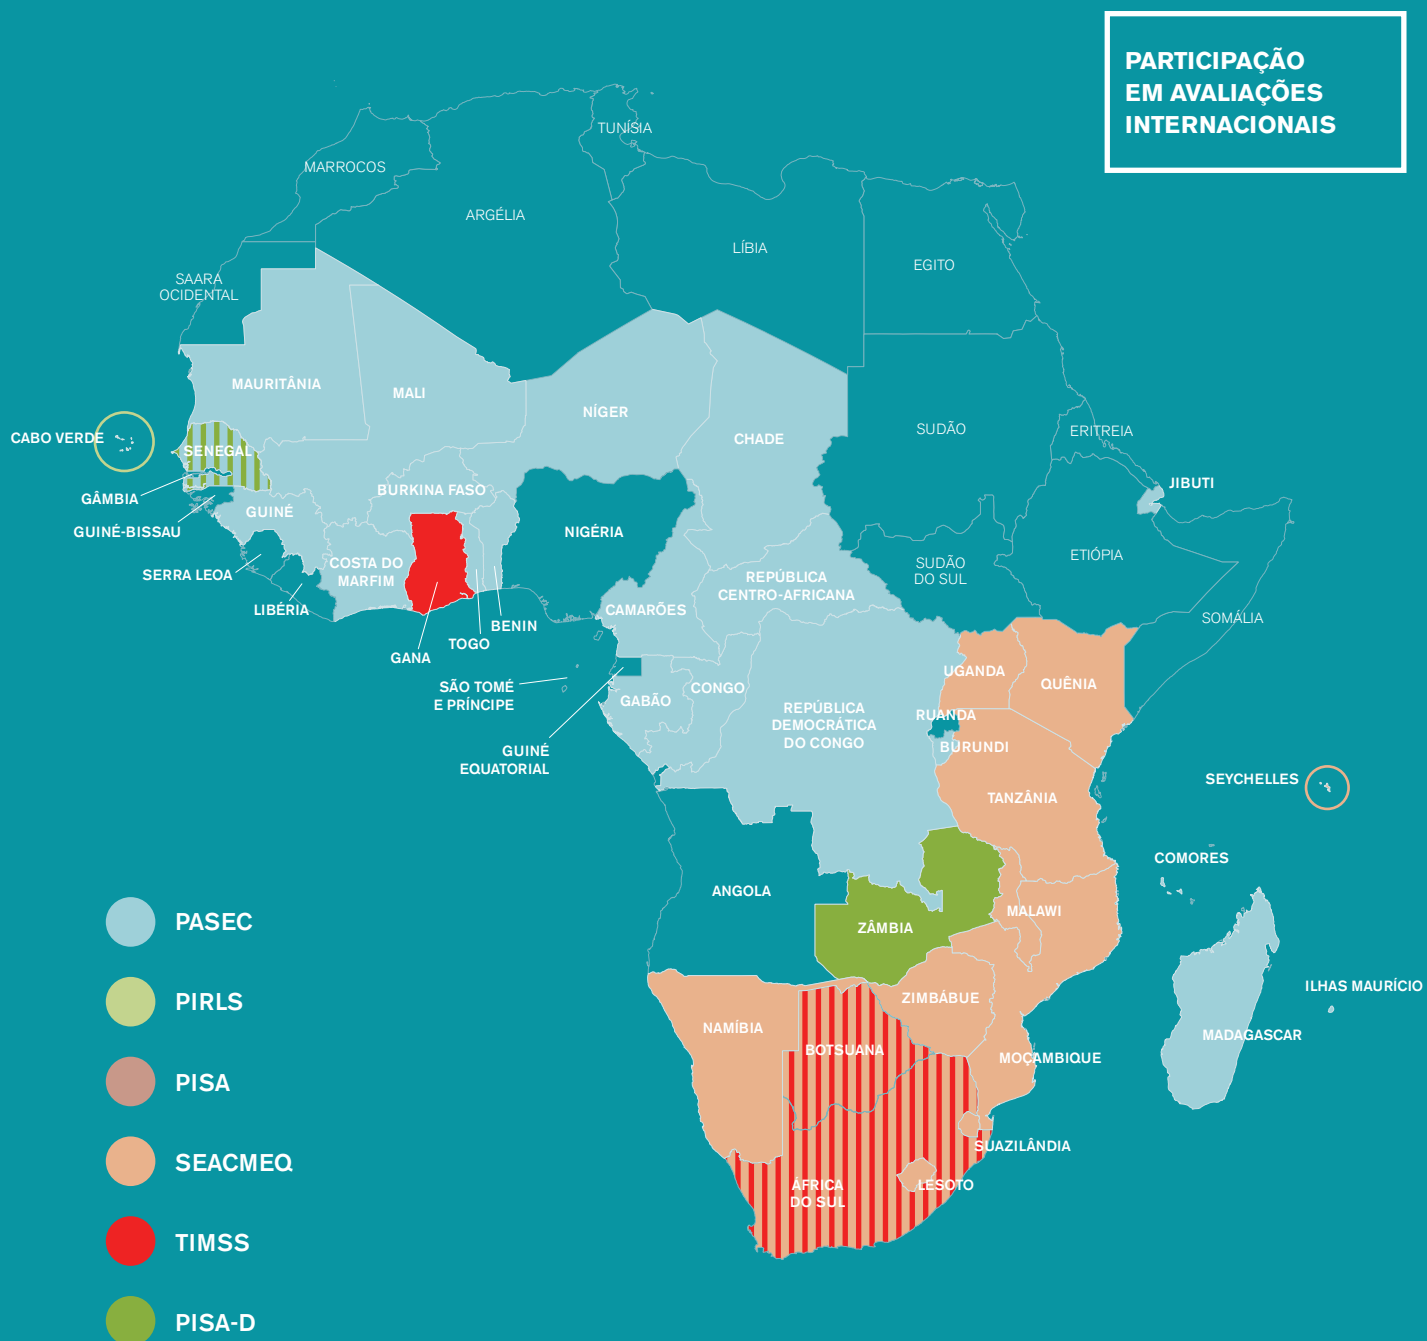 PARTICIPAÇÃO
EM AVALIAÇÕES
INTERNACIONAIS
TUNÍSIA
MARROCOS
ARGÉLIA
LÍBIA
EGITO
SAARA
OCIDENTAL
MAURITÂNIA
MALI
NÍGER
CHADE
SUDÃO
ERITREIA
CABO VERDE
SENEGAL
JIBUTI
GÂMBIA
BURKINA FASO
GUINÉ
GUINÉ-BISSAU
NIGÉRIA
ETIÓPIA
SERRA LEOA
COSTA DO
MARFIM
REPÚBLICA
CENTRO-AFRICANA
SUDÃO
DO SUL
LIBÉRIA
CAMARÕES
SOMÁLIA
BENIN
TOGO
GANA
UGANDA
QUÊNIA
SÃO TOMÉ
E PRÍNCIPE
GABÃO
CONGO
REPÚBLICA
DEMOCRÁTICA
DO CONGO
RUANDA
BURUNDI
GUINÉ
EQUATORIAL
SEYCHELLES
TANZÂNIA
COMORES
ANGOLA
MALAWI
ZÂMBIA
ILHAS MAURÍCIO
ZIMBÁBUE
NAMÍBIA
MADAGASCAR
BOTSUANA
MOÇAMBIQUE
SUAZILÂNDIA
ÁFRICA
DO SUL
LESOTO
PASEC
PIRLS
PISA
SEACMEQ
TIMSS
PISA-D